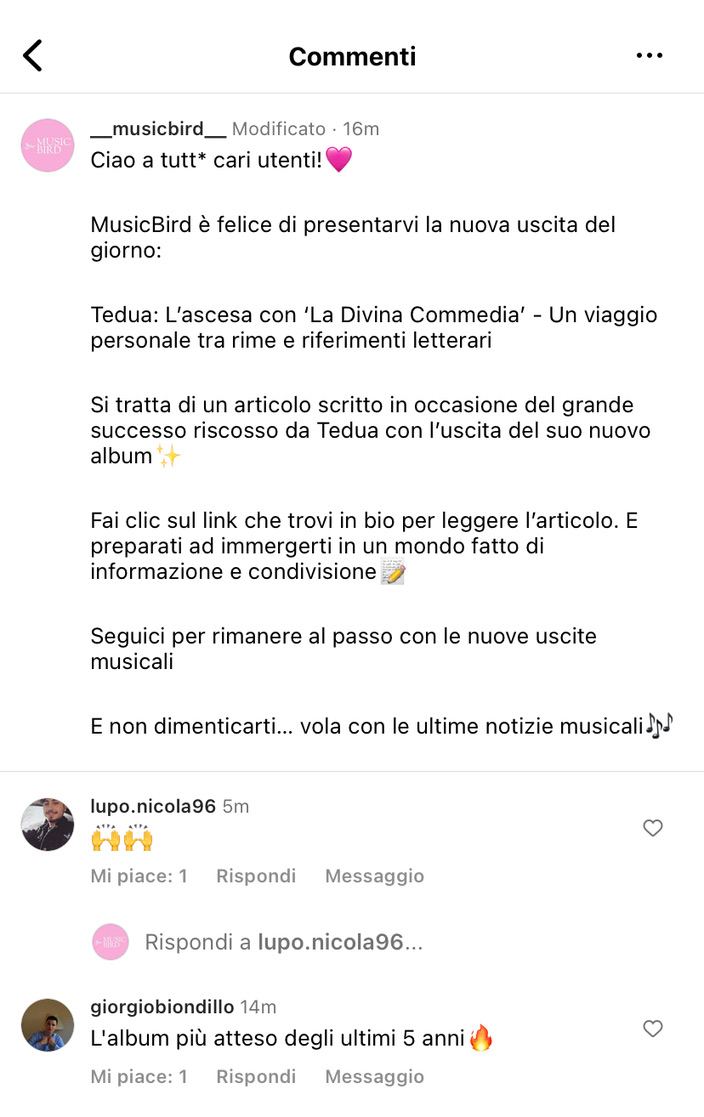 Commenti
__musicbird__ Modificato · 16m
Ciao a tutt* cari utenti!💗
MusicBird è felice di presentarvi la nuova uscita del
giorno:
Tedua: L’ascesa con ‘La Divina Commedia’ - Un viaggio
personale tra rime e riferimenti letterari
Si tratta di un articolo scritto in occasione del grande
successo riscosso da Tedua con l’uscita del suo nuovo
album✨
Fai clic sul link che trovi in bio per leggere l’articolo. E
preparati ad immergerti in un mondo fatto di
informazione e condivisione📝
Seguici per rimanere al passo con le nuove uscite
musicali
E non dimenticarti... vola con le ultime notizie musicali🎶
MUSIC
BIRD
lupo.nicola96 5m
🙌🙌
Mi piace: 1 Rispondi Messaggio
MUSIC
BIRD
Rispondi a lupo.nicola96...
giorgiobiondillo 14m
L'album più atteso degli ultimi 5 anni🔥
Mi piace: 1 Rispondi Messaggio